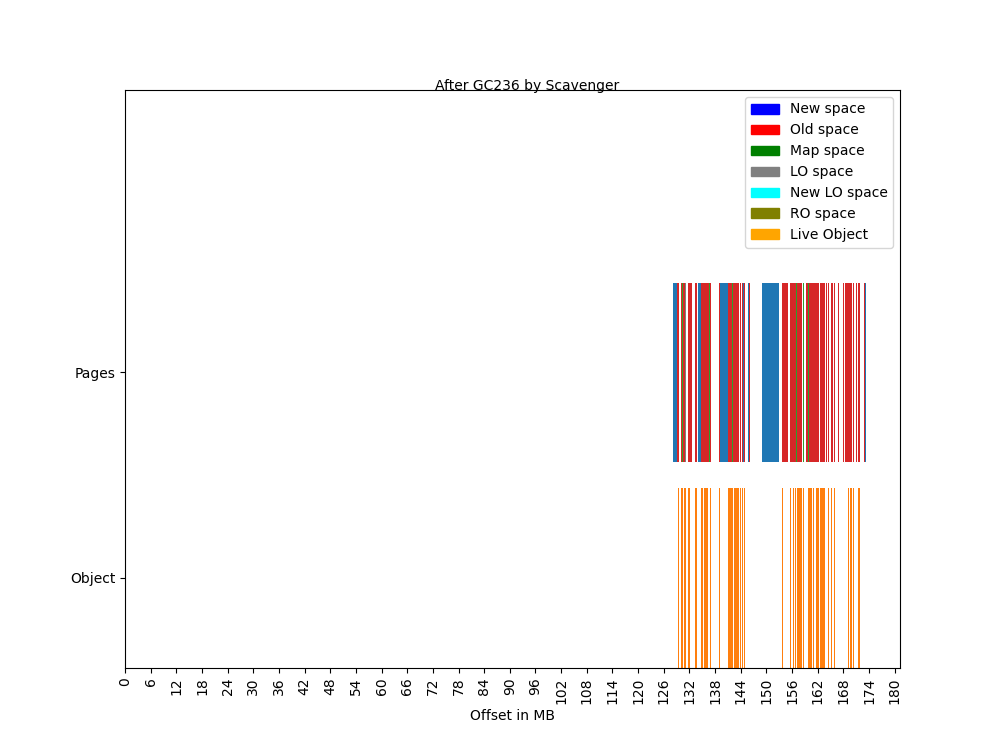 After GC236 by Scavenger
New space
Old space
Map space
LO space
New LO space
RO space
Live Object
Pages
Object
0 6 12 18 24 30 36 42 48 54 60 66 72 78 84 90 96 102 108 114 120 126 132 138 144 150 156 162 168 174 180
Offset in MB